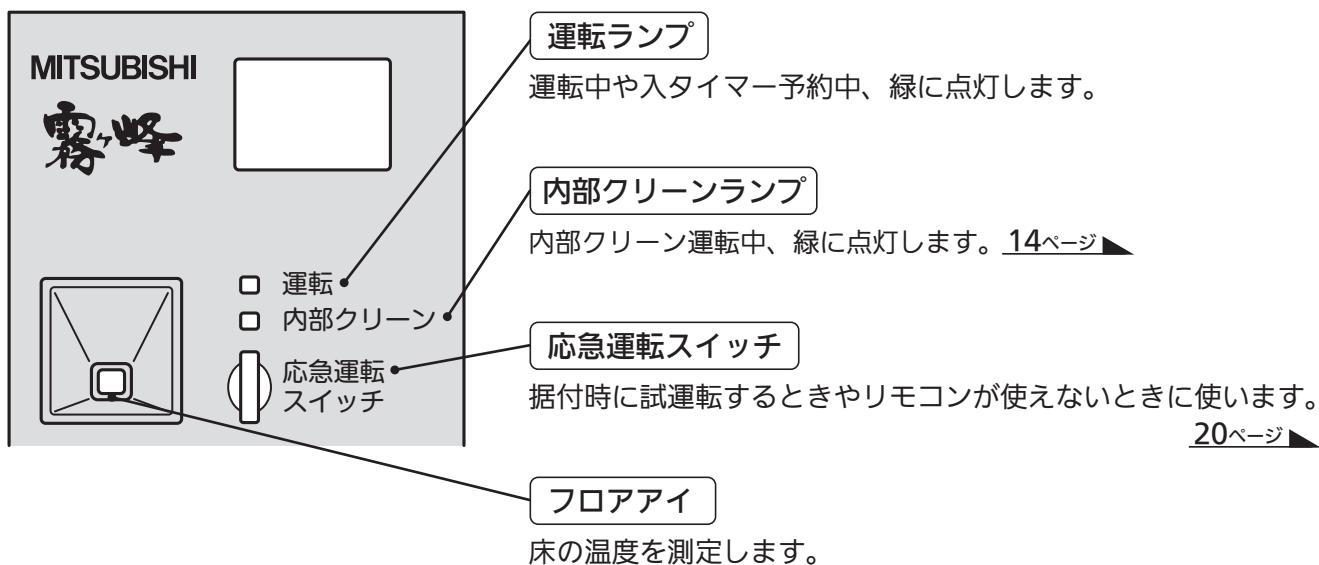 MITSUBISHI
霧ヶ峰
運転
内部クリーン
応急運転
スイッチ
運転ランプ
運転中や入タイマー予約中、緑に点灯します。
内部クリーンランプ
内部クリーン運転中、緑に点灯します。14ページ▶
応急運転スイッチ
据付時に試運転するときやリモコンが使えないときに使います。
20ページ▶
フロアアイ
床の温度を測定します。